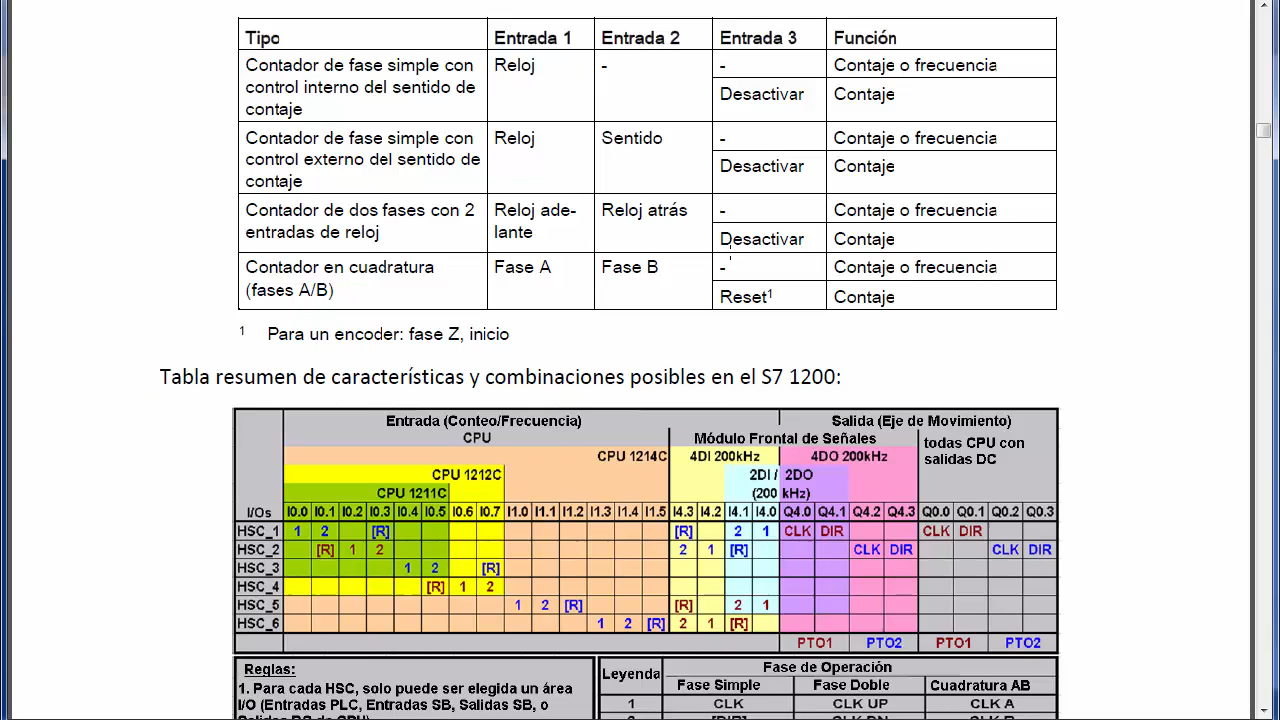 Tipo Entrada 1 Entrada 2 Entrada 3 Función
Contador de fase simple con Reloj - - Contaje o frecuencia
control interno del sentido de Desactivar Contaje
contaje
Contador de fase simple con Reloj Sentido - Contaje o frecuencia
control externo del sentido de Desactivar Contaje
contaje
Contador de dos fases con 2 Reloj ade- Reloj atrás - Contaje o frecuencia
entradas de reloj lante Desactivar Contaje
Contador en cuadratura Fase A Fase B - Contaje o frecuencia
(fases A/B) Reset¹ Contaje
¹ Para un encoder: fase Z, inicio
Tabla resumen de características y combinaciones posibles en el S7 1200:
Entrada (Conteo/Frecuencia) Salida (Eje de Movimiento)
CPU Módulo Frontal de Señales todas CPU con
CPU 1214C 4DI 200kHz 4DO 200kHz salidas DC
CPU 1212C 2DI / 2DO
CPU 1211C (200 kHz)
I/Os I0.0 I0.1 I0.2 I0.3 I0.4 I0.5 I0.6 I0.7 I1.0 I1.1 I1.2 I1.3 I1.4 I1.5 I4.3 I4.2 I4.1 I4.0 Q4.0 Q4.1 Q4.2 Q4.3 Q0.0 Q0.1 Q0.2 Q0.3
HSC_1 1 2 [R] [R] 2 1 CLK DIR CLK DIR
HSC_2 [R] 1 2 2 1 [R] CLK DIR CLK DIR
HSC_3 1 2 [R]
HSC_4 [R] 1 2
HSC_5 1 2 [R] [R] 2 1
HSC_6 1 2 [R] 2 1 [R]
PTO1 PTO2 PTO1 PTO2
Reglas: Leyenda Fase de Operación
Fase Simple Fase Doble Cuadratura AB
1. Para cada HSC, solo puede ser elegida un área
I/O (Entradas PLC, Entradas SB, Salidas SB, o 1 CLK CLK UP CLK A